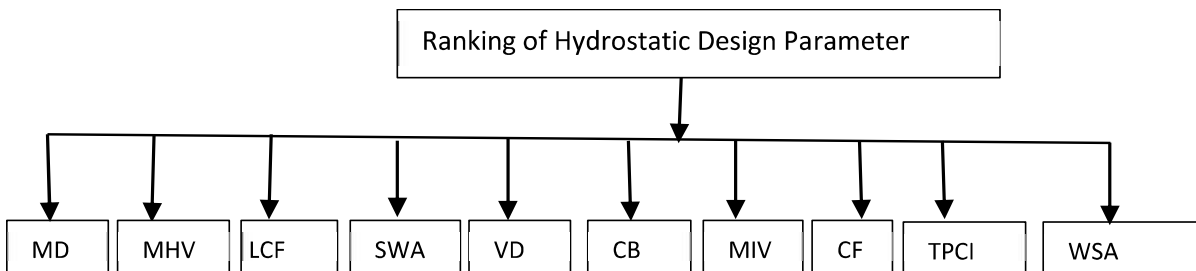 Ranking of Hydrostatic Design Parameter
MD MHV LCF SWA VD CB MIV CF TPCI WSA